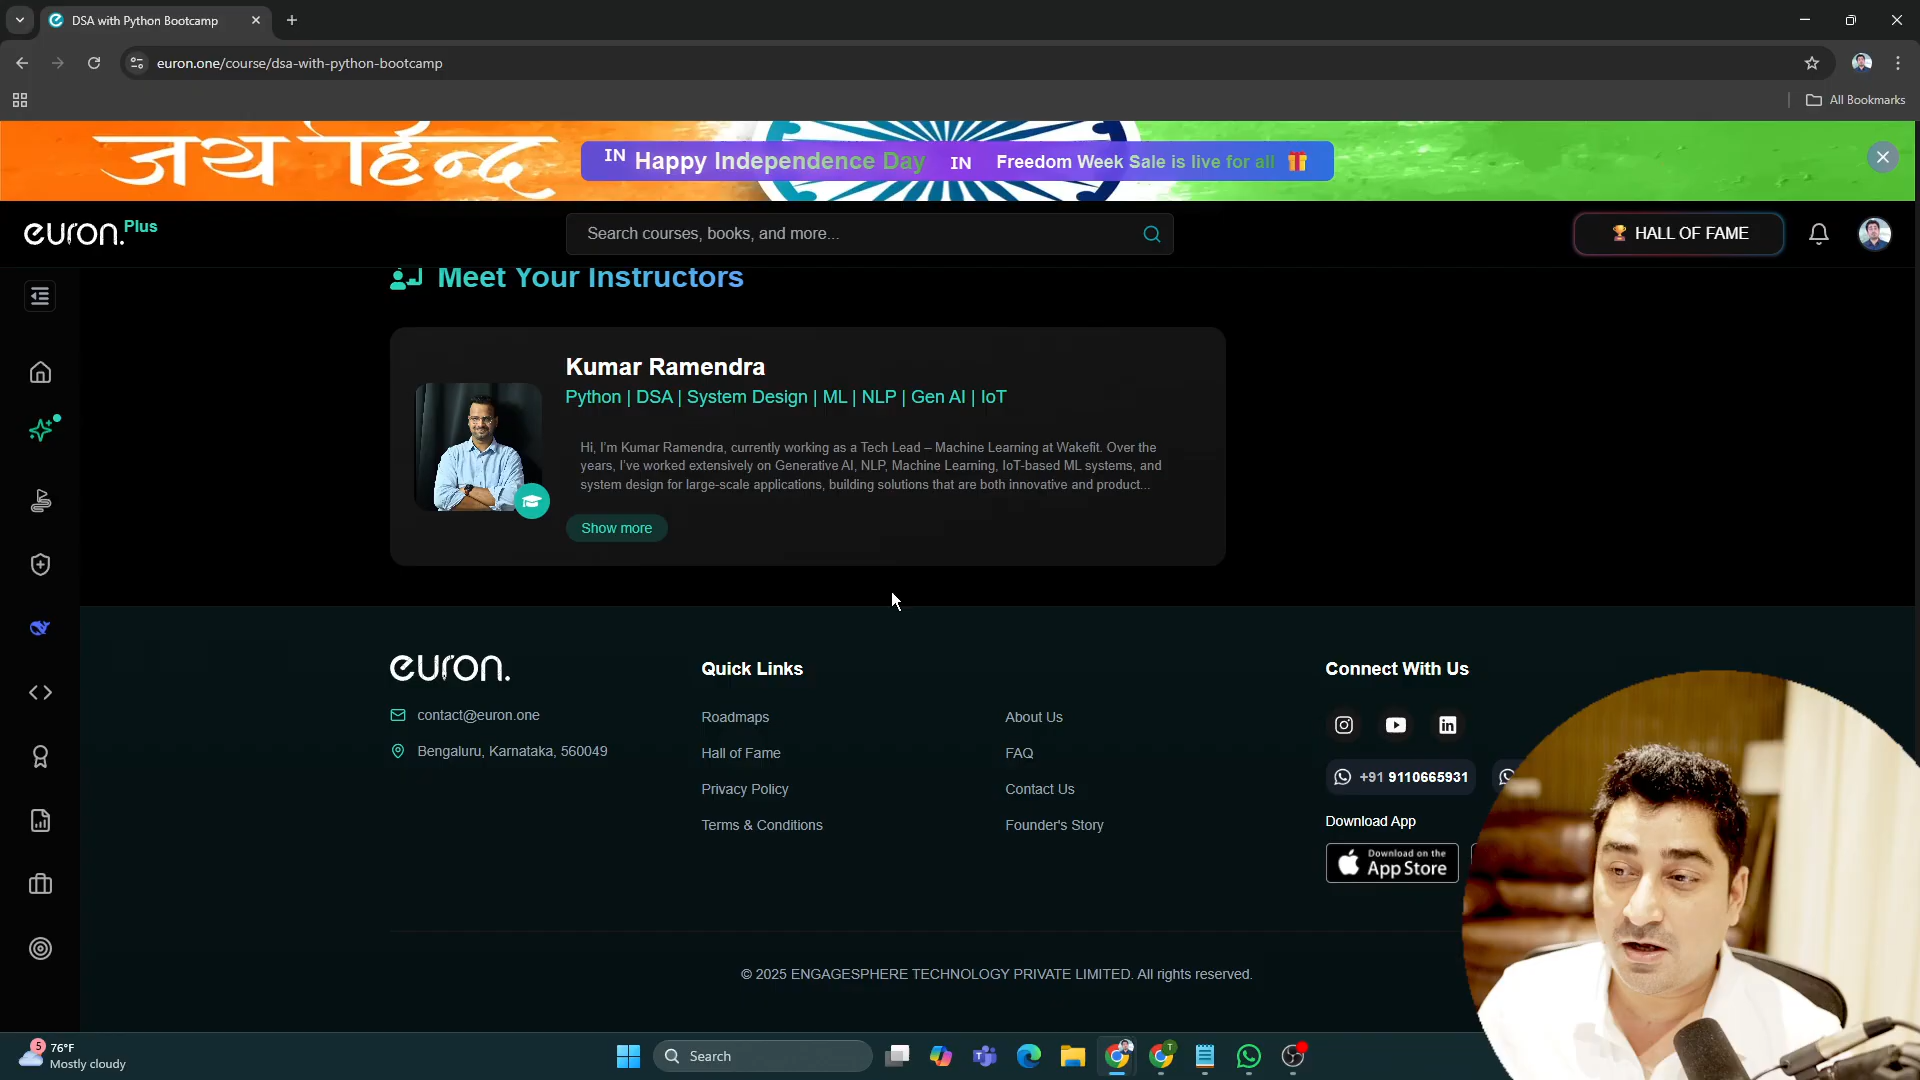 DSA with Python Bootcamp
euron.one/course/dsa-with-python-bootcamp
All Bookmarks
जय हिन्द
IN Happy Independence Day IN Freedom Week Sale is live for all
euron.Plus
Search courses, books, and more...
HALL OF FAME
Meet Your Instructors
Kumar Ramendra
Python | DSA | System Design | ML | NLP | Gen AI | IoT
Hi, I'm Kumar Ramendra, currently working as a Tech Lead – Machine Learning at Wakefit. Over the
years, I've worked extensively on Generative AI, NLP, Machine Learning, IoT-based ML systems, and
system design for large-scale applications, building solutions that are both innovative and product...
Show more
euron.
contact@euron.one
Bengaluru, Karnataka, 560049
Quick Links
Roadmaps
Hall of Fame
Privacy Policy
Terms & Conditions
About Us
FAQ
Contact Us
Founder's Story
Connect With Us
+91 9110665931
Download App
Download on the
App Store
© 2025 ENGAGESPHERE TECHNOLOGY PRIVATE LIMITED. All rights reserved.
5
76°F
Mostly cloudy
Search
T